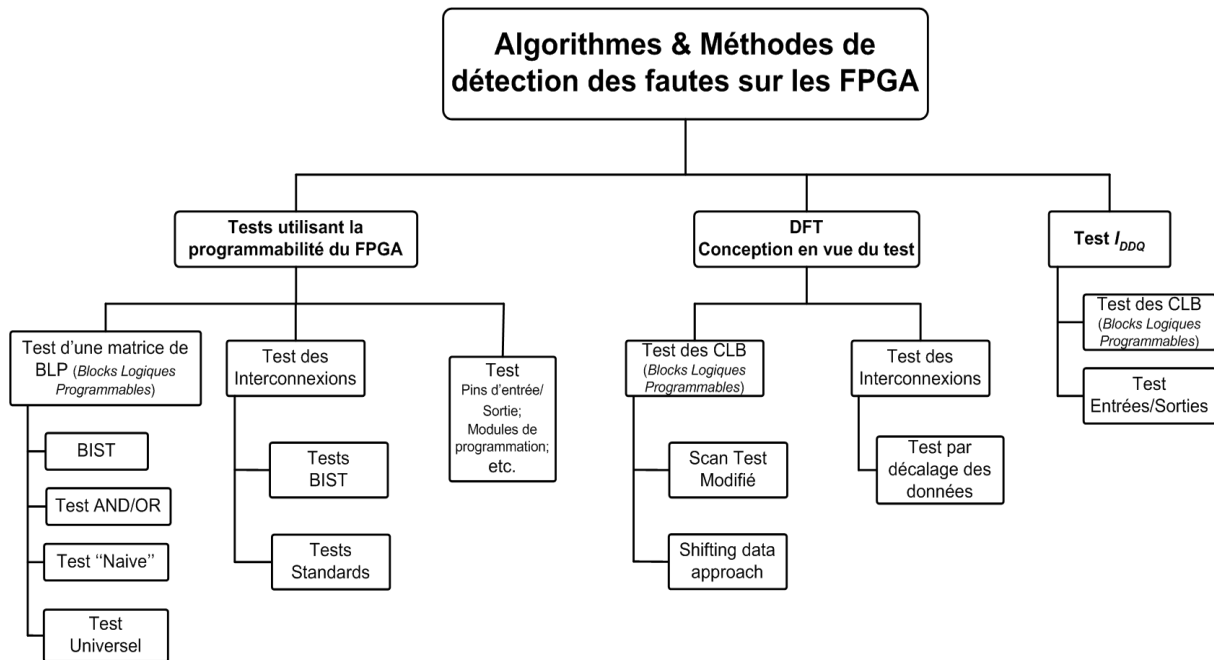 Algorithmes & Méthodes de
détection des fautes sur les FPGA
Tests utilisant la
programmabilité du FPGA
DFT
Conception en vue du test
Test I_DDQ
Test d'une matrice de
BLP (Blocks Logiques
Programmables)
BIST
Test AND/OR
Test “Naive”
Test
Universel
Test des
Interconnexions
Tests
BIST
Tests
Standards
Test
Pins d'entrée/
Sortie;
Modules de
programmation;
etc.
Test des CLB
(Blocks Logiques
Programmables)
Scan Test
Modifié
Shifting data
approach
Test des
Interconnexions
Test par
décalage des
données
Test des CLB
(Blocks Logiques
Programmables)
Test
Entrées/Sorties